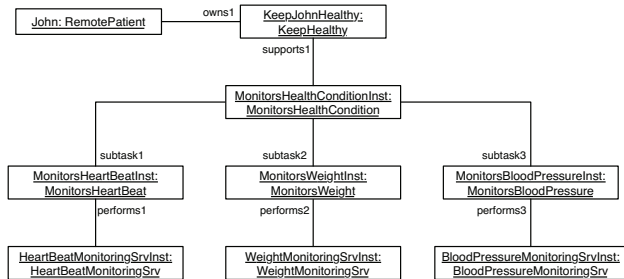 owns1
John: RemotePatient
KeepJohnHealthy:
KeepHealthy
supports1
MonitorsHealthConditionInst:
MonitorsHealthCondition
subtask1
subtask2
subtask3
MonitorsHeartBeatInst:
MonitorsHeartBeat
MonitorsWeightInst:
MonitorsWeight
MonitorsBloodPressureInst:
MonitorsBloodPressure
performs1
performs2
performs3
HeartBeatMonitoringSrvInst:
HeartBeatMonitoringSrv
WeightMonitoringSrvInst:
WeightMonitoringSrv
BloodPressureMonitoringSrvInst:
BloodPressureMonitoringSrv